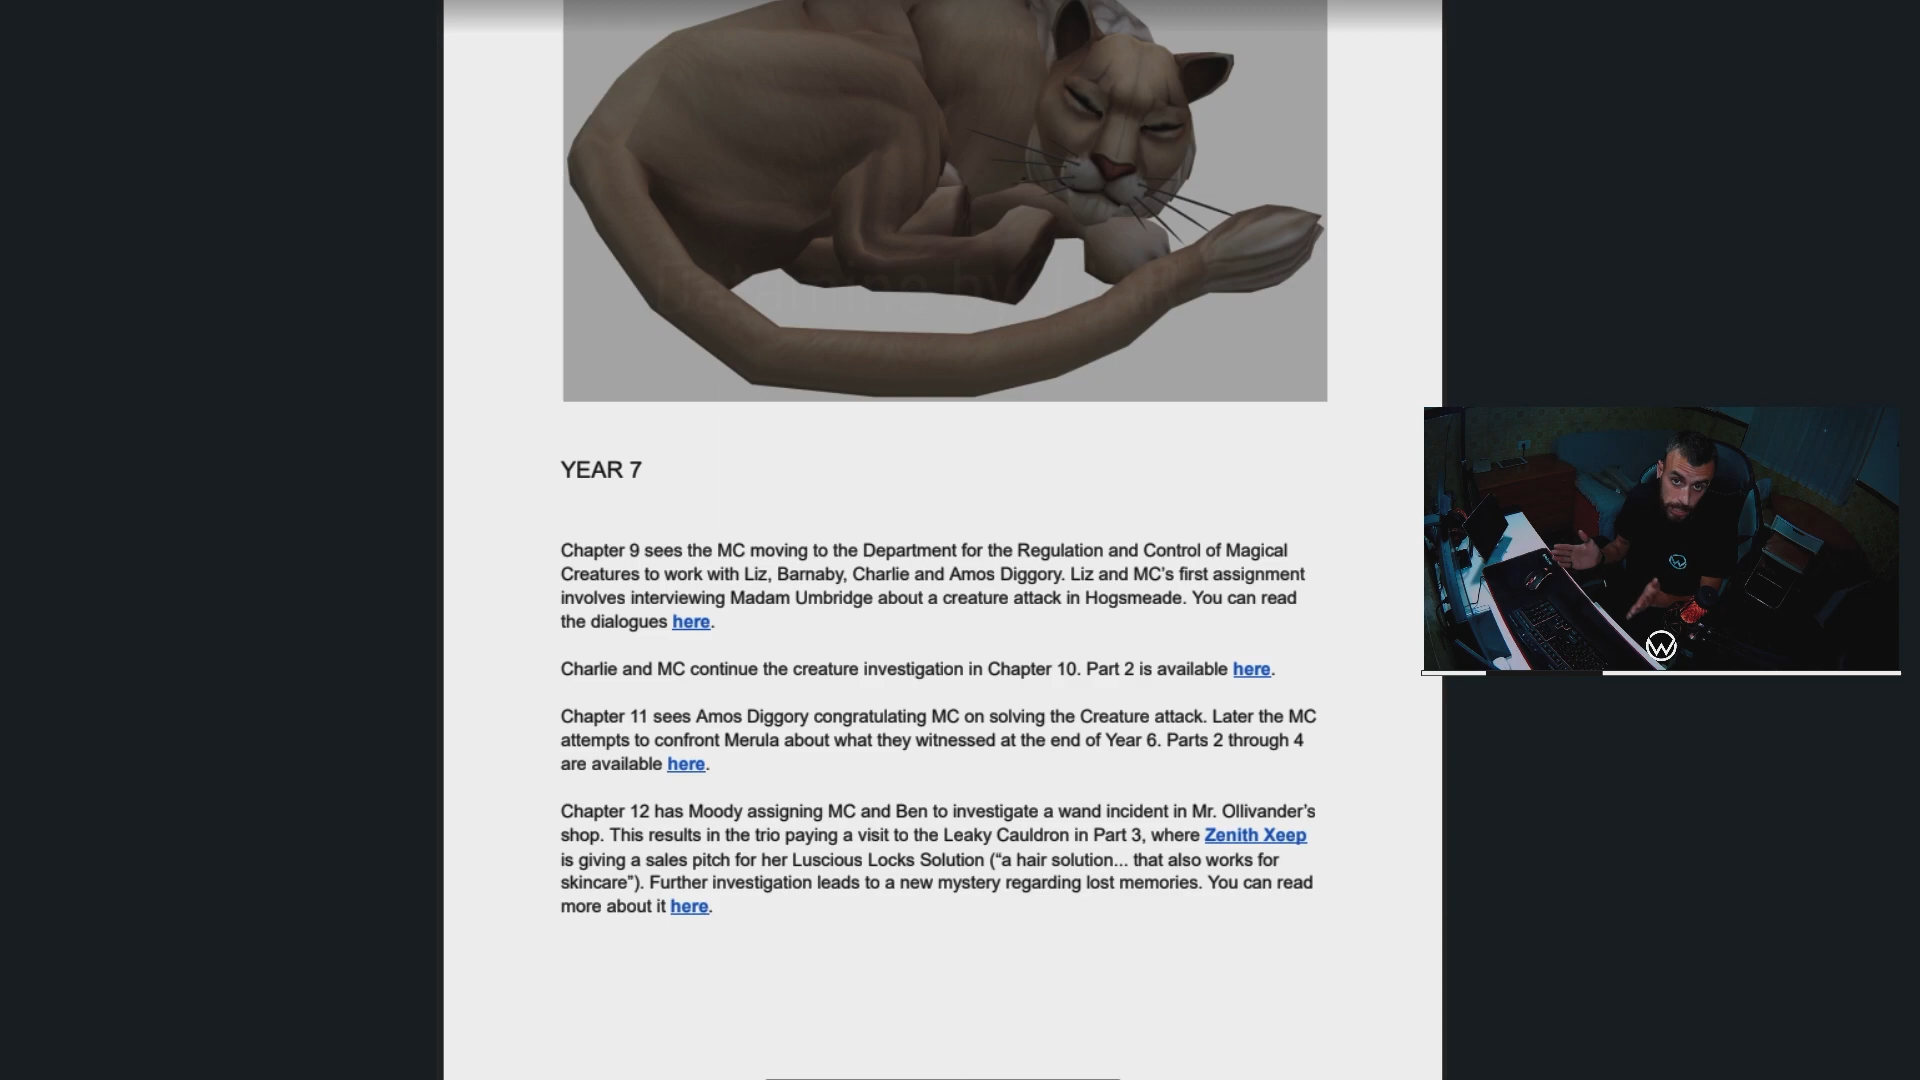 Datamine by
YEAR 7
Chapter 9 sees the MC moving to the Department for the Regulation and Control of Magical
Creatures to work with Liz, Barnaby, Charlie and Amos Diggory. Liz and MC’s first assignment
involves interviewing Madam Umbridge about a creature attack in Hogsmeade. You can read
the dialogues here.
Charlie and MC continue the creature investigation in Chapter 10. Part 2 is available here.
Chapter 11 sees Amos Diggory congratulating MC on solving the Creature attack. Later the MC
attempts to confront Merula about what they witnessed at the end of Year 6. Parts 2 through 4
are available here.
Chapter 12 has Moody assigning MC and Ben to investigate a wand incident in Mr. Ollivander’s
shop. This results in the trio paying a visit to the Leaky Cauldron in Part 3, where Zenith Xeep
is giving a sales pitch for her Luscious Locks Solution (“a hair solution... that also works for
skincare”). Further investigation leads to a new mystery regarding lost memories. You can read
more about it here.
W